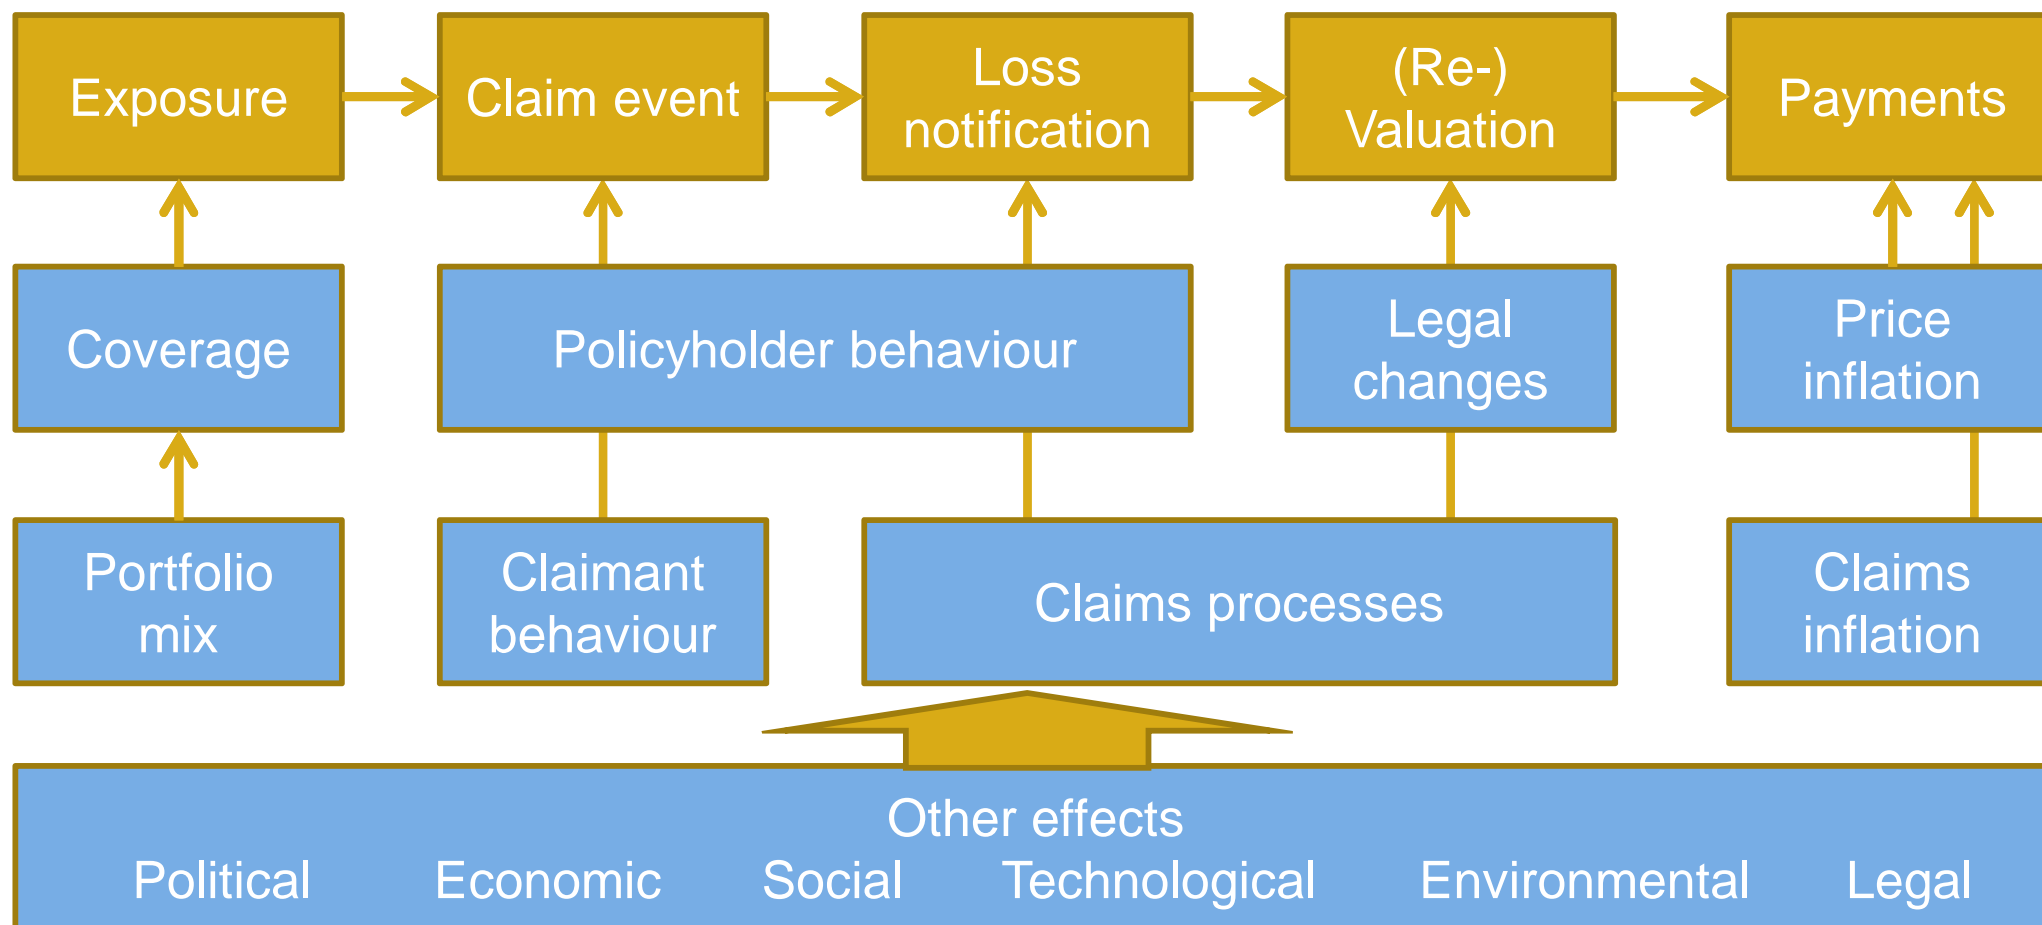 Exposure
Claim event
Loss
notification
(Re-)
Valuation
Payments
Coverage
Policyholder behaviour
Legal
changes
Price
inflation
Portfolio
mix
Claimant
behaviour
Claims processes
Claims
inflation
Other effects
Political Economic Social Technological Environmental Legal